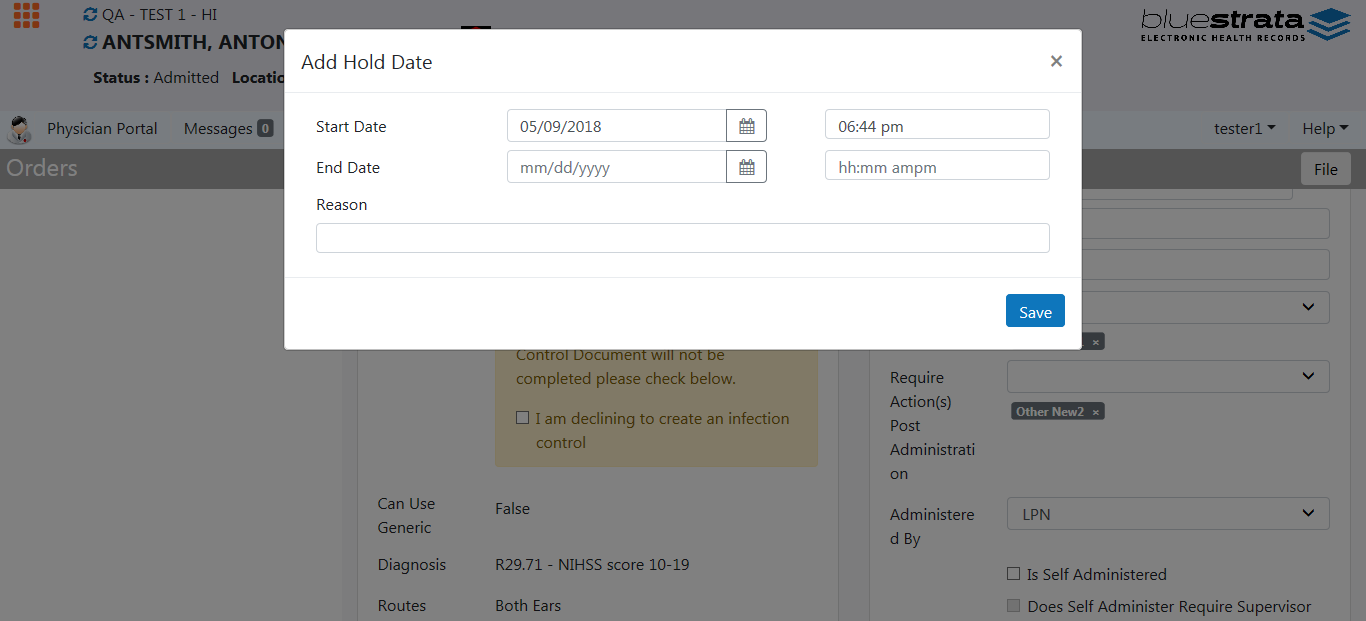 QA - TEST 1 - HI
ANTSMITH, ANTON
Status : Admitted Locatio
bluestrata
ELECTRONIC HEALTH RECORDS
Add Hold Date
×
Start Date 05/09/2018 06:44 pm
End Date mm/dd/yyyy hh:mm ampm
Reason
Save
Physician Portal Messages 0 tester1 Help
Orders File
Control Document will not be
completed please check below.
I am declining to create an infection
control
Can Use
Generic
False
Diagnosis R29.71 - NIHSS score 10-19
Routes Both Ears
×
Require
Action(s)
Post
Administrati
on
Other New2 ×
Administere
d By
LPN
Is Self Administered
Does Self Administer Require Supervisor